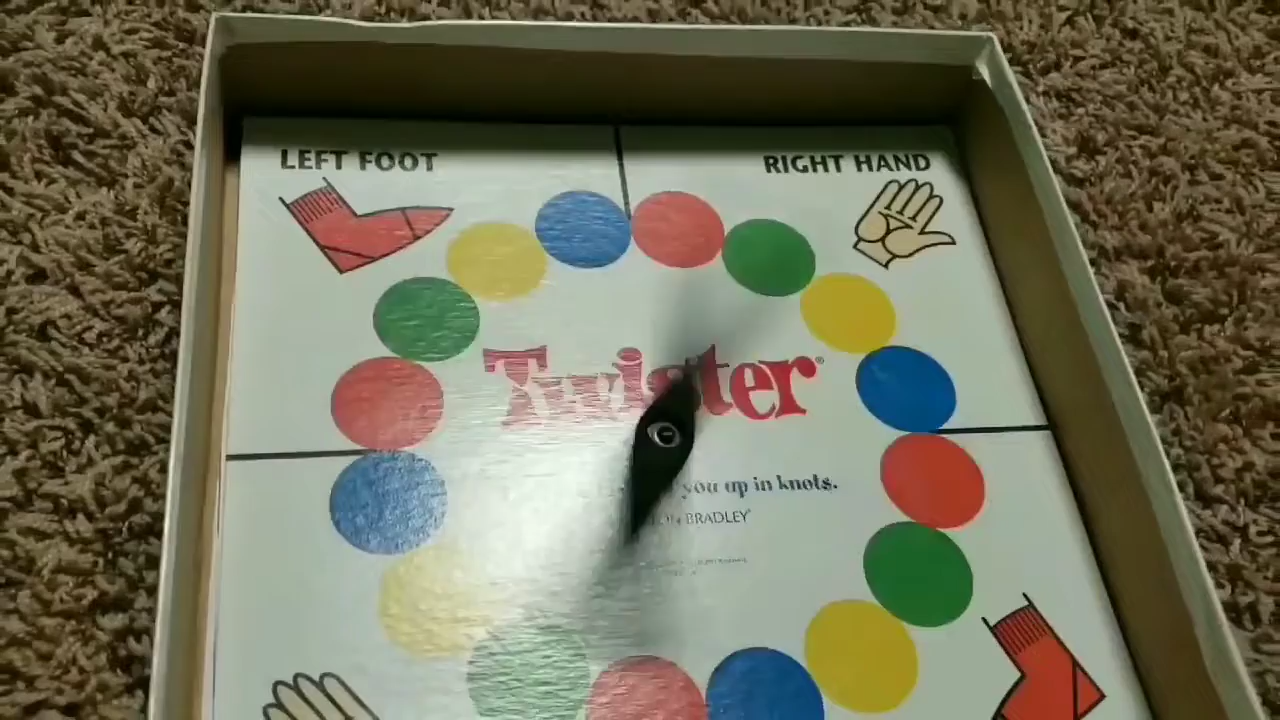 LEFT FOOT
RIGHT HAND
Twister
you up in knots.
BRADLEY